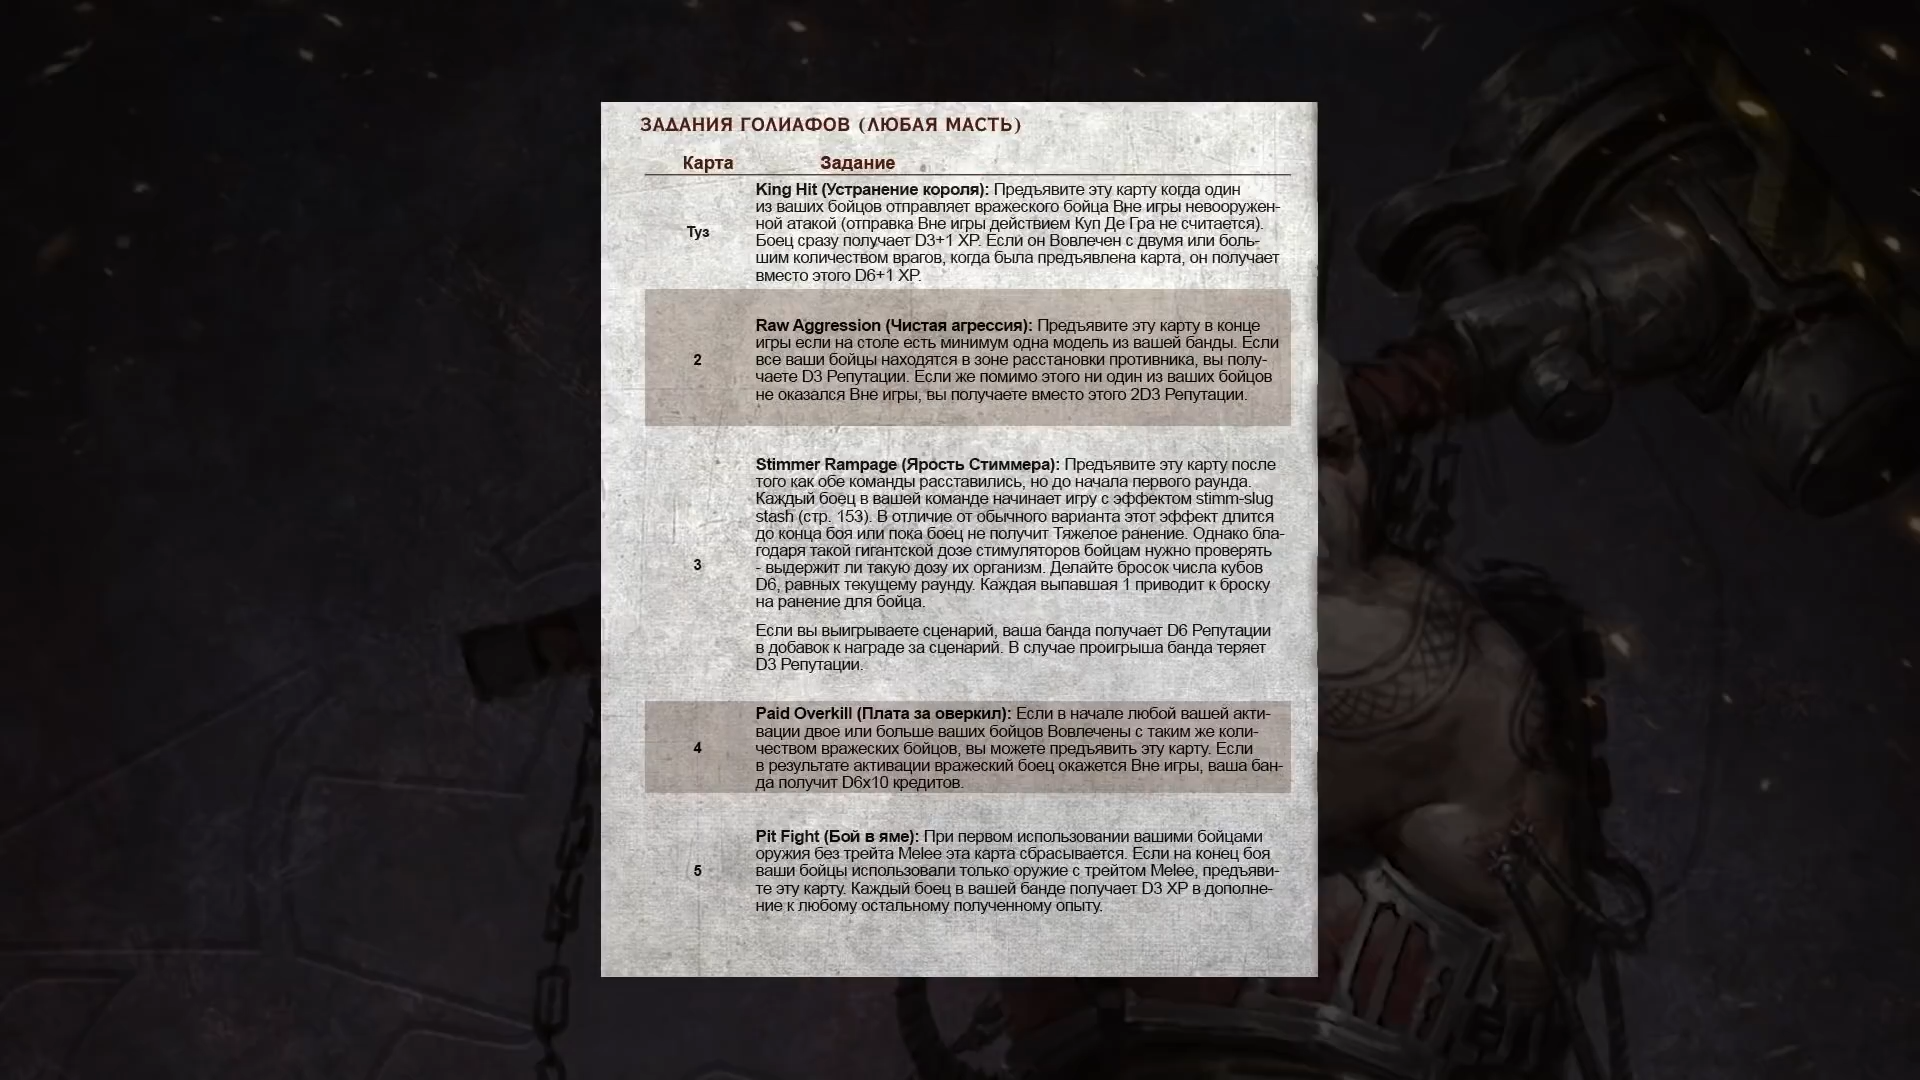 ЗАДАНИЯ ГОЛИАФОВ (ЛЮБАЯ МАСТЬ)
Карта Задание
Туз
King Hit (Устранение короля): Предъявите эту карту когда один
из ваших бойцов отправляет вражеского бойца Вне игры невооружен-
ной атакой (отправка Вне игры действием Куп Де Гра не считается).
Боец сразу получает D3+1 XP. Если он Вовлечен с двумя или боль-
шим количеством врагов, когда была предъявлена карта, он получает
вместо этого D6+1 XP.
2
Raw Aggression (Чистая агрессия): Предъявите эту карту в конце
игры если на столе есть минимум одна модель из вашей банды. Если
все ваши бойцы находятся в зоне расстановки противника, вы полу-
чаете D3 Репутации. Если же помимо этого ни один из ваших бойцов
не оказался Вне игры, вы получаете вместо этого 2D3 Репутации.
3
Stimmer Rampage (Ярость Стиммера): Предъявите эту карту после
того как обе команды расставились, но до начала первого раунда.
Каждый боец в вашей команде начинает игру с эффектом stimm-slug
stash (стр. 153). В отличие от обычного варианта этот эффект длится
до конца боя или пока боец не получит Тяжелое ранение. Однако бла-
годаря такой гигантской дозе стимуляторов бойцам нужно проверять
- выдержит ли такую дозу их организм. Делайте бросок числа кубов
D6, равных текущему раунду. Каждая выпавшая 1 приводит к броску
на ранение для бойца.
Если вы выигрываете сценарий, ваша банда получает D6 Репутации
в добавок к награде за сценарий. В случае проигрыша банда теряет
D3 Репутации.
4
Paid Overkill (Плата за оверкил): Если в начале любой вашей акти-
вации двое или больше ваших бойцов Вовлечены с таким же коли-
чеством вражеских бойцов, вы можете предъявить эту карту. Если
в результате активации вражеский боец окажется Вне игры, ваша бан-
да получит D6x10 кредитов.
5
Pit Fight (Бой в яме): При первом использовании вашими бойцами
оружия без трейта Melee эта карта сбрасывается. Если на конец боя
ваши бойцы использовали только оружие с трейтом Melee, предъяви-
те эту карту. Каждый боец в вашей банде получает D3 XP в дополне-
ние к любому остальному полученному опыту.